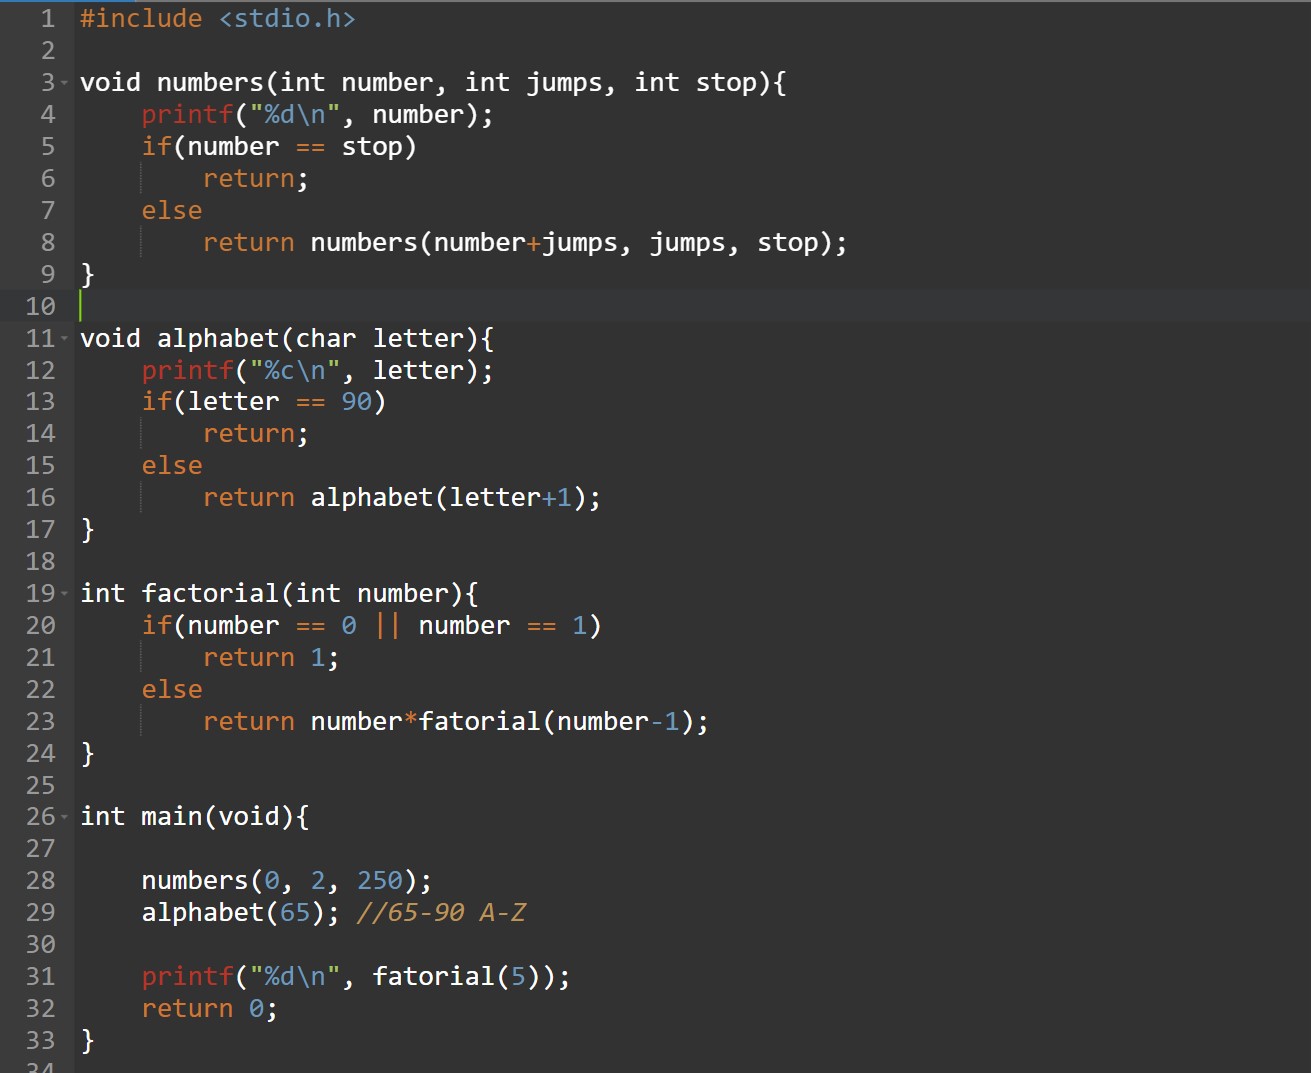 1 #include <stdio.h>
2
3 void numbers(int number, int jumps, int stop){
4     printf("%d\n", number);
5     if(number == stop)
6         return;
7     else
8         return numbers(number+jumps, jumps, stop);
9 }
10
11 void alphabet(char letter){
12     printf("%c\n", letter);
13     if(letter == 90)
14         return;
15     else
16         return alphabet(letter+1);
17 }
18
19 int factorial(int number){
20     if(number == 0 || number == 1)
21         return 1;
22     else
23         return number*fatorial(number-1);
24 }
25
26 int main(void){
27
28     numbers(0, 2, 250);
29     alphabet(65); //65-90 A-Z
30
31     printf("%d\n", fatorial(5));
32     return 0;
33 }
34